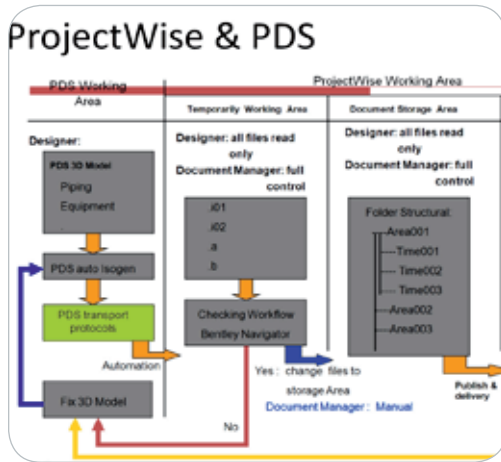 ProjectWise & PDS
PDS Working
Area
ProjectWise Working Area
Temporarily Working Area
Document Storage Area
Designer:
PDS 3D Model
Piping
Equipment
PDS auto Isogen
PDS transport
protocols
Automation
Fix 3D Model
Designer: all files read
only
Document Manager: full
control
.i01
.i02
.a
.b
Checking Workflow
Bentley Navigator
No
Yes : change files to
storage Area
Document Manager : Manual
Designer: all files read
only
Document Manager: full
control
Folder Structural:
Area001
Time001
Time002
Time003
Area002
Area003
Publish &
delivery